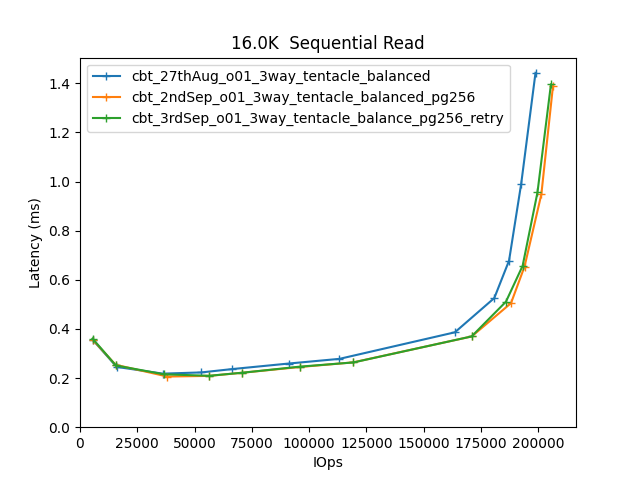 16.0K  Sequential Read
cbt_27thAug_o01_3way_tentacle_balanced
cbt_2ndSep_o01_3way_tentacle_balanced_pg256
cbt_3rdSep_o01_3way_tentacle_balance_pg256_retry
Latency (ms)
1.4
1.2
1.0
0.8
0.6
0.4
0.2
0.0
0 25000 50000 75000 100000 125000 150000 175000 200000
IOps